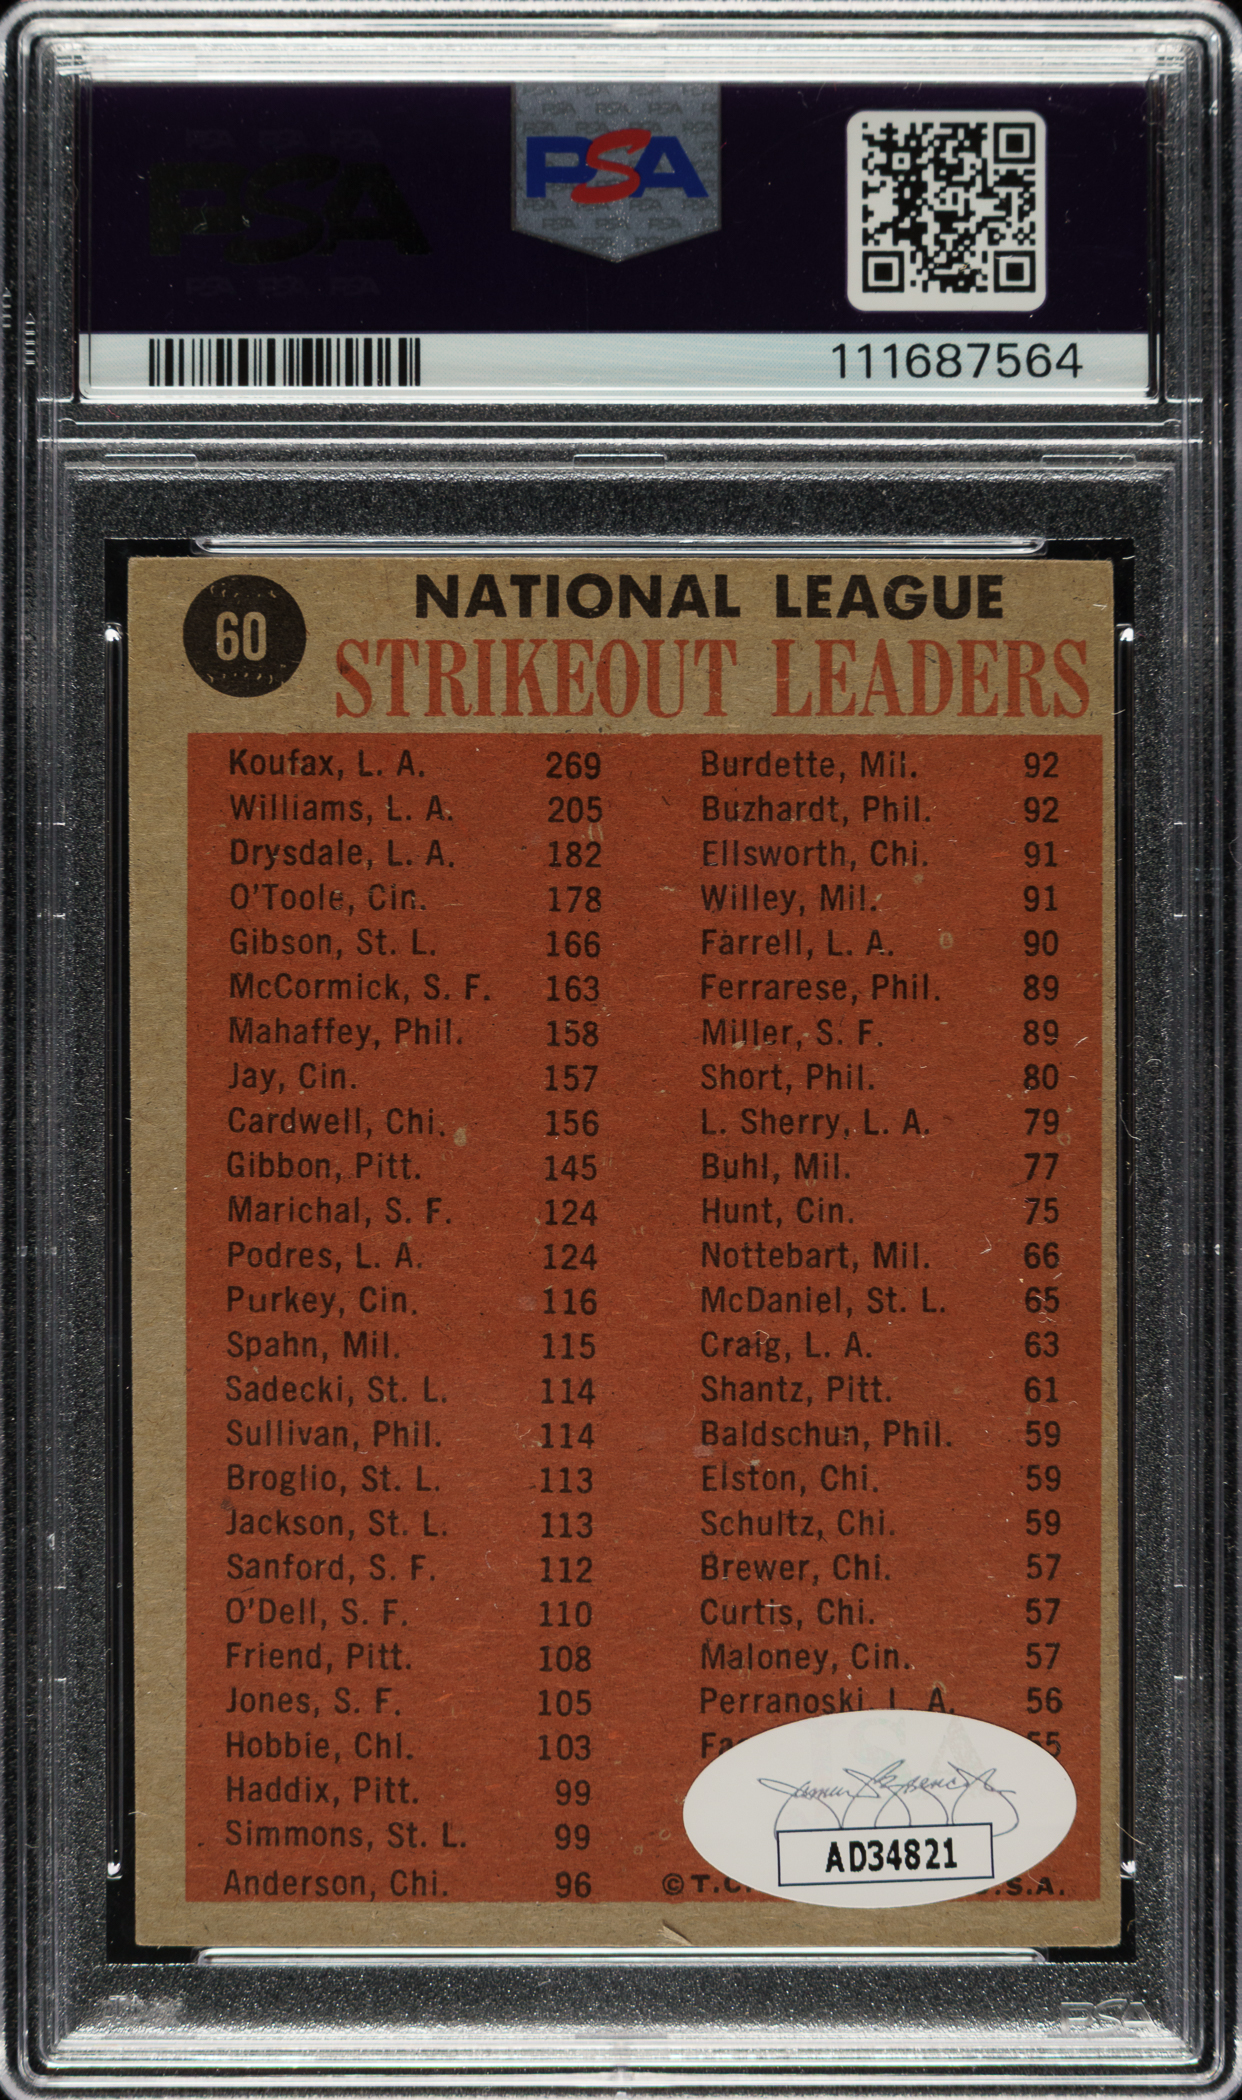 PSA
PSA
111687564
60
NATIONAL LEAGUE
STRIKEOUT LEADERS
Koufax, L. A. 269
Williams, L. A. 205
Drysdale, L. A. 182
O'Toole, Cin. 178
Gibson, St. L. 166
McCormick, S. F. 163
Mahaffey, Phil. 158
Jay, Cin. 157
Cardwell, Chi. 156
Gibbon, Pitt. 145
Marichal, S. F. 124
Podres, L. A. 124
Purkey, Cin. 116
Spahn, Mil. 115
Sadecki, St. L. 114
Sullivan, Phil. 114
Broglio, St. L. 113
Jackson, St. L. 113
Sanford, S. F. 112
O'Dell, S. F. 110
Friend, Pitt. 108
Jones, S. F. 105
Hobbie, Chi. 103
Haddix, Pitt. 99
Simmons, St. L. 99
Anderson, Chi. 96
Burdette, Mil. 92
Buzhardt, Phil. 92
Ellsworth, Chi. 91
Willey, Mil. 91
Farrell, L. A. 90
Ferrarese, Phil. 89
Miller, S. F. 89
Short, Phil. 80
L. Sherry, L. A. 79
Buhl, Mil. 77
Hunt, Cin. 75
Nottebart, Mil. 66
McDaniel, St. L. 65
Craig, L. A. 63
Shantz, Pitt. 61
Baldschun, Phil. 59
Elston, Chi. 59
Schultz, Chi. 59
Brewer, Chi. 57
Curtis, Chi. 57
Maloney, Cin. 57
Perranoski, L. A. 56
55
© T.C. U.S.A.
AD34821
PSA